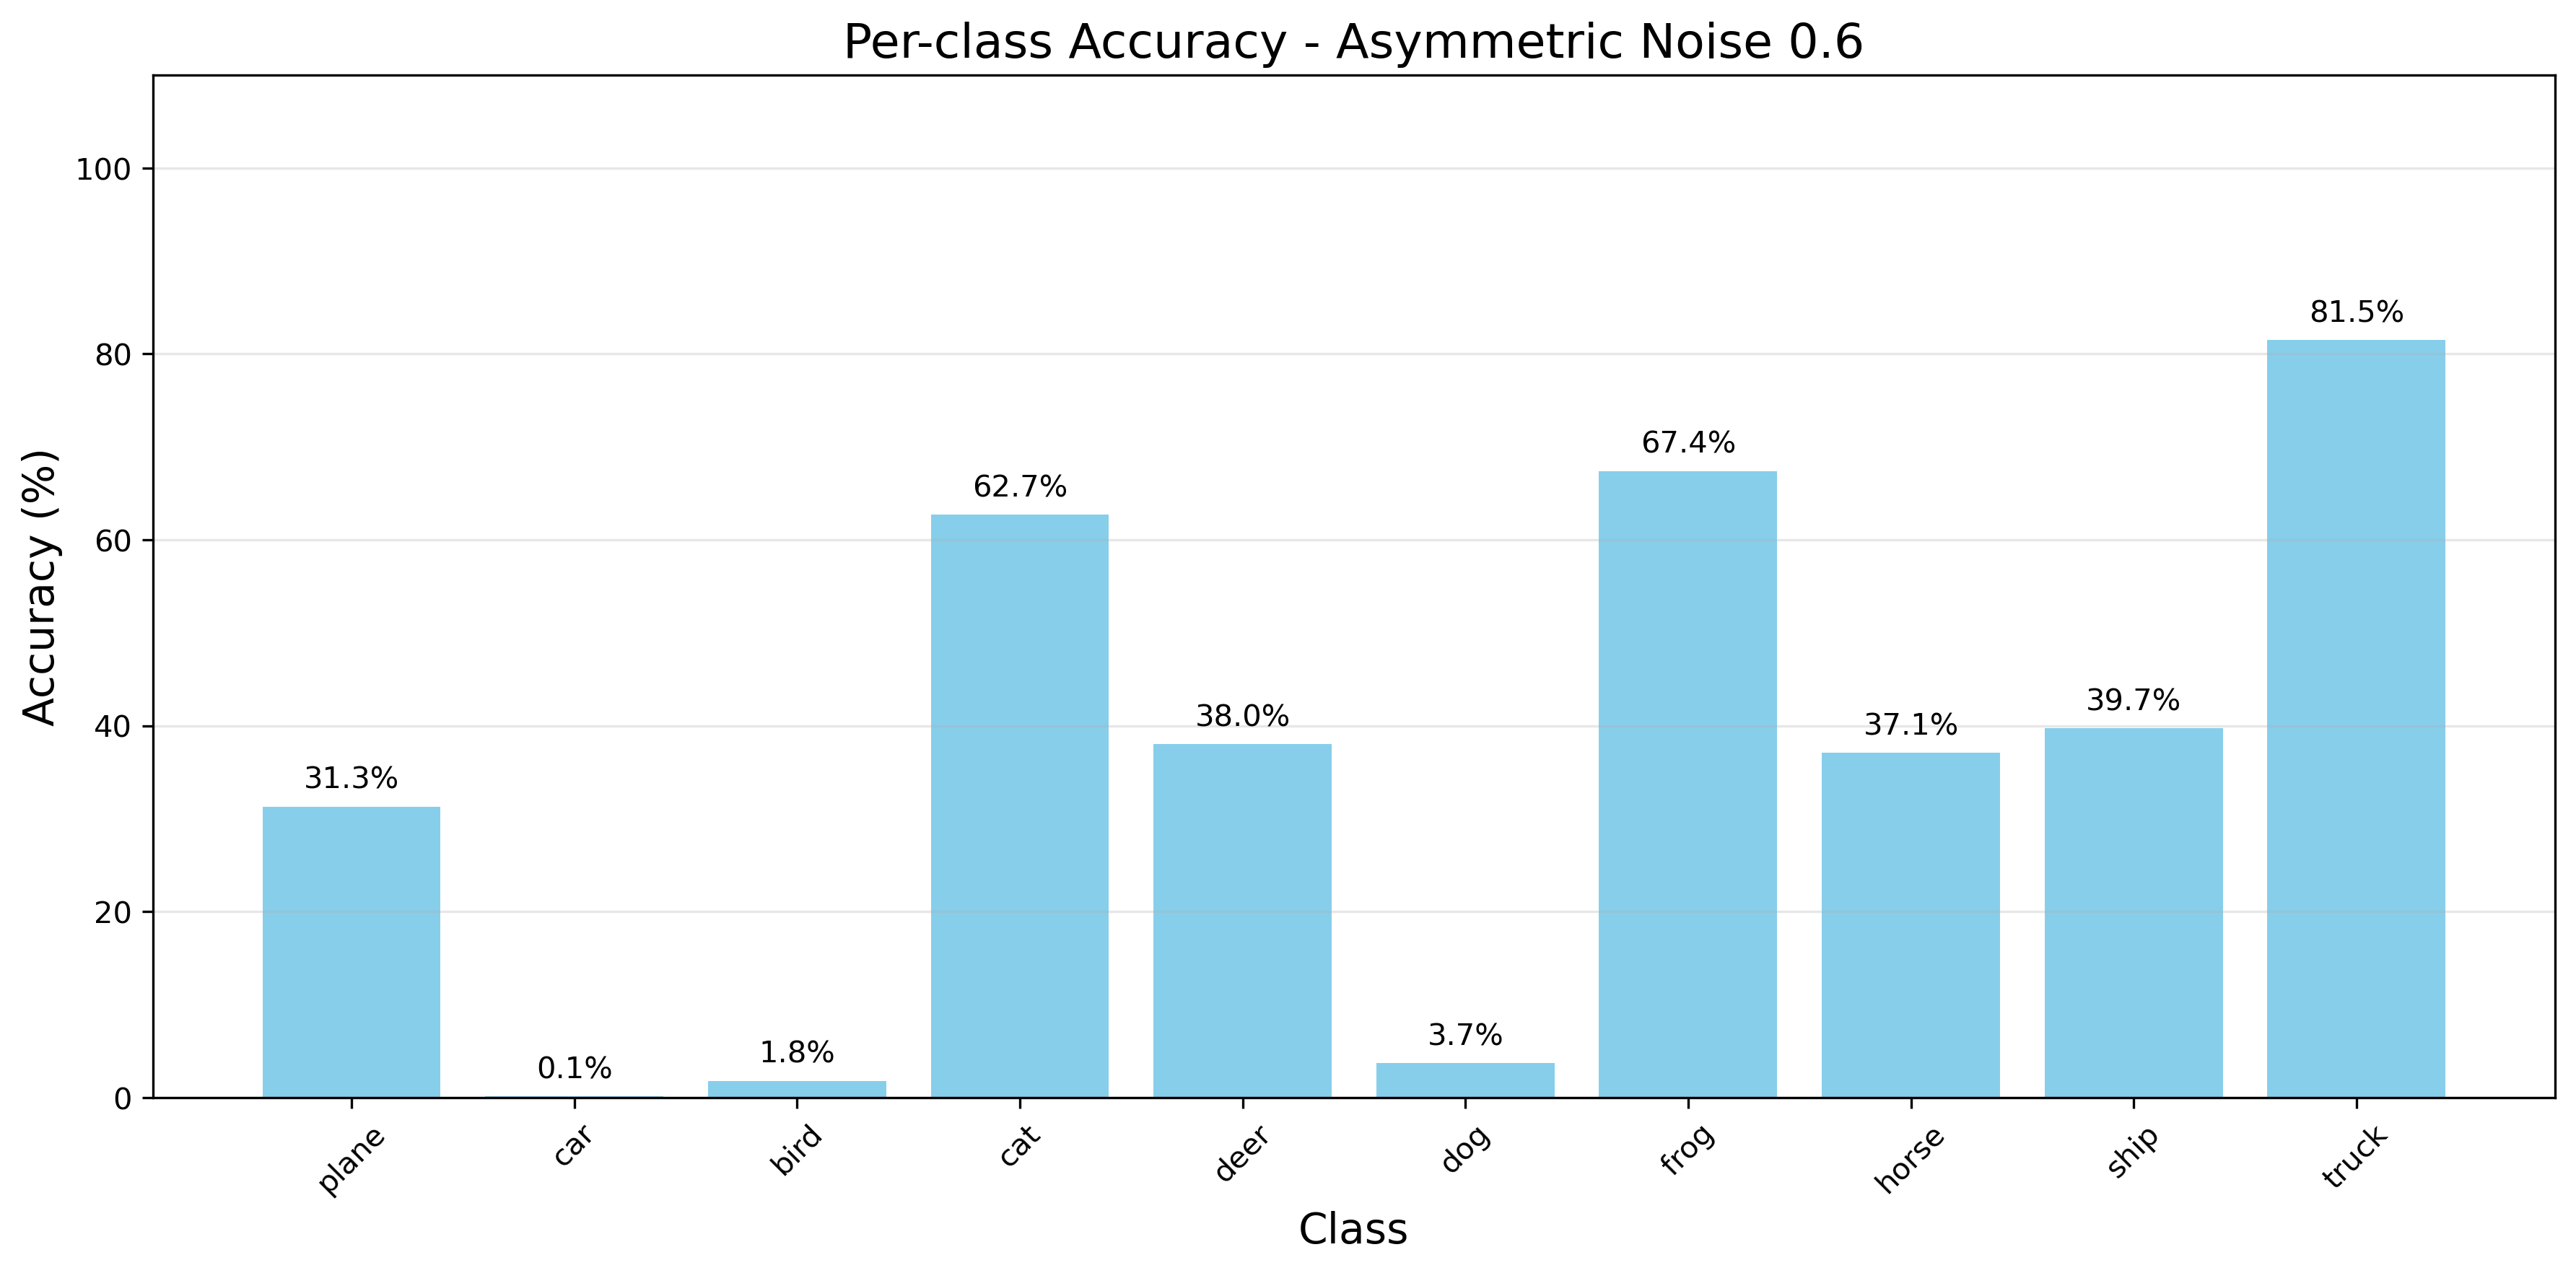 Per-class Accuracy - Asymmetric Noise 0.6
Accuracy (%)
100
80
60
40
20
0
31.3%
0.1%
1.8%
62.7%
38.0%
3.7%
67.4%
37.1%
39.7%
81.5%
plane
car
bird
cat
deer
dog
frog
horse
ship
truck
Class